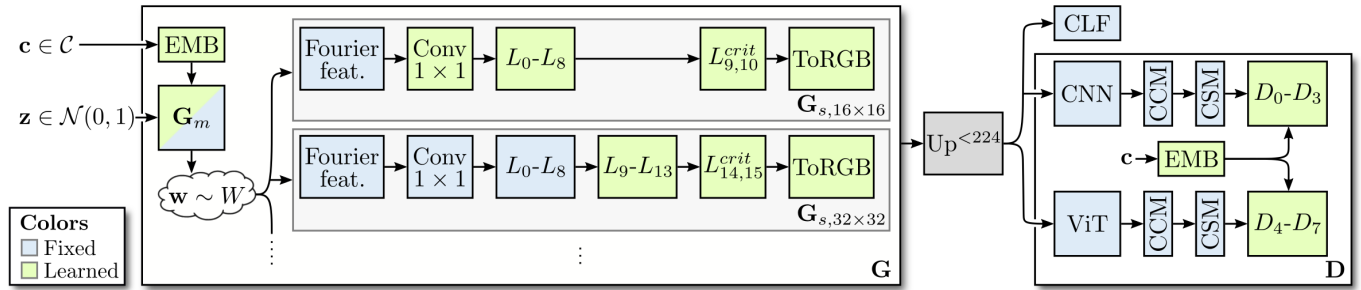 c ∈ 𝒞
EMB
z ∈ 𝒩(0, 1)
G_m
w ∼ W
Colors
Fixed
Learned
Fourier
feat.
Conv
1 × 1
L_0-L_8
L^{crit}_{9,10}
ToRGB
G_{s,16×16}
Fourier
feat.
Conv
1 × 1
L_0-L_8
L_9-L_{13}
L^{crit}_{14,15}
ToRGB
G_{s,32×32}
G
Up^{<224}
CLF
CNN
CCM
CSM
D_0-D_3
c
EMB
ViT
CCM
CSM
D_4-D_7
D